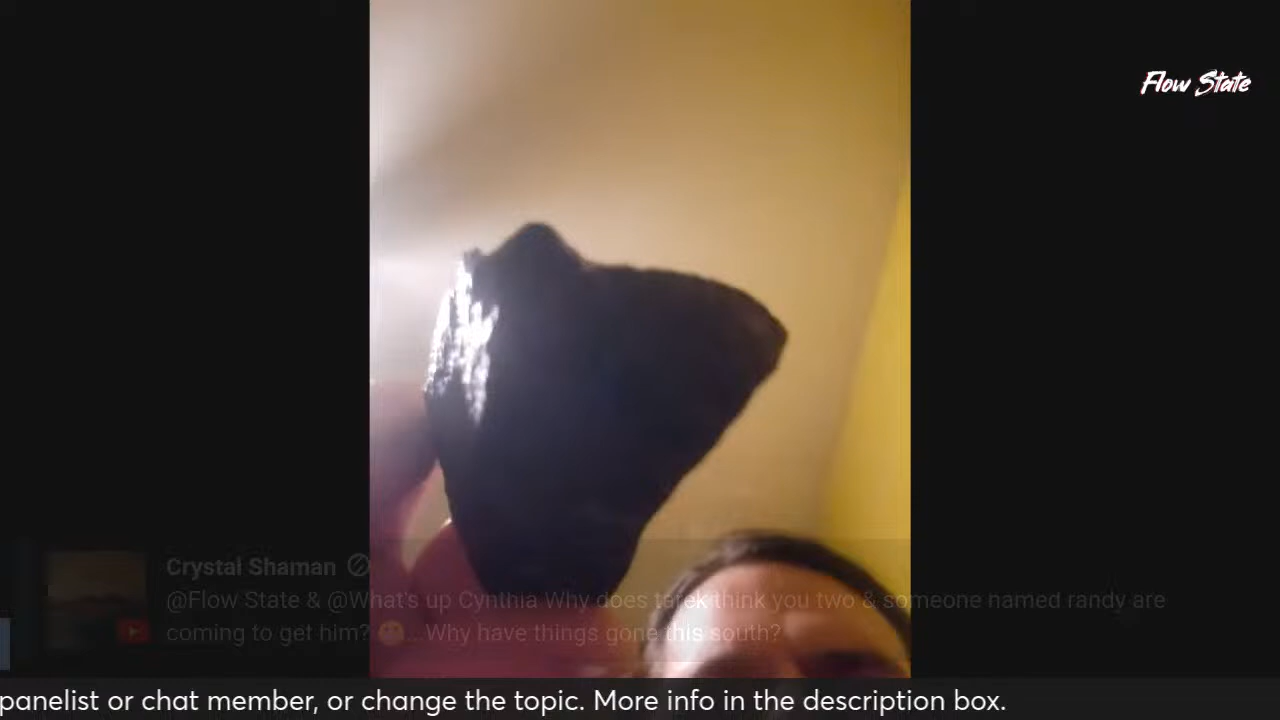 Flow State
Crystal Shaman
@Flow State & @What's up Cynthia Why does tarek think you two & someone named randy are
coming to get him? 😳... Why have things gone this south?
panelist or chat member, or change the topic. More info in the description box.